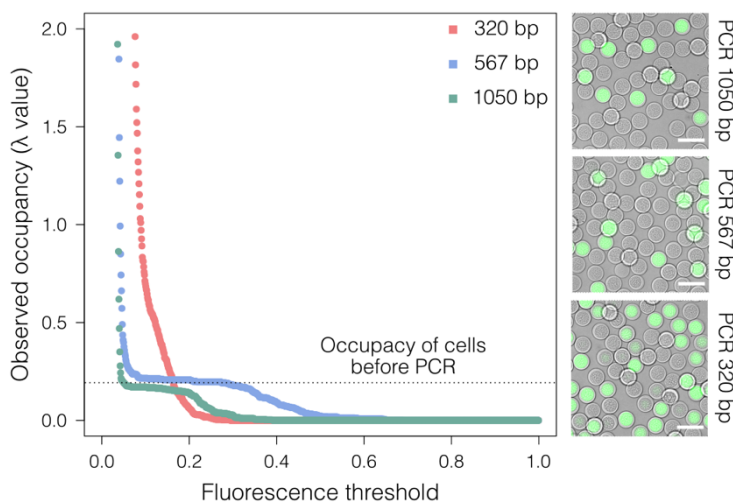 2.0
1.5
1.0
0.5
0.0
Observed occupancy (λ value)
320 bp
567 bp
1050 bp
Occupancy of cells
before PCR
0.0 0.2 0.4 0.6 0.8 1.0
Fluorescence threshold
PCR 1050 bp
PCR 567 bp
PCR 320 bp